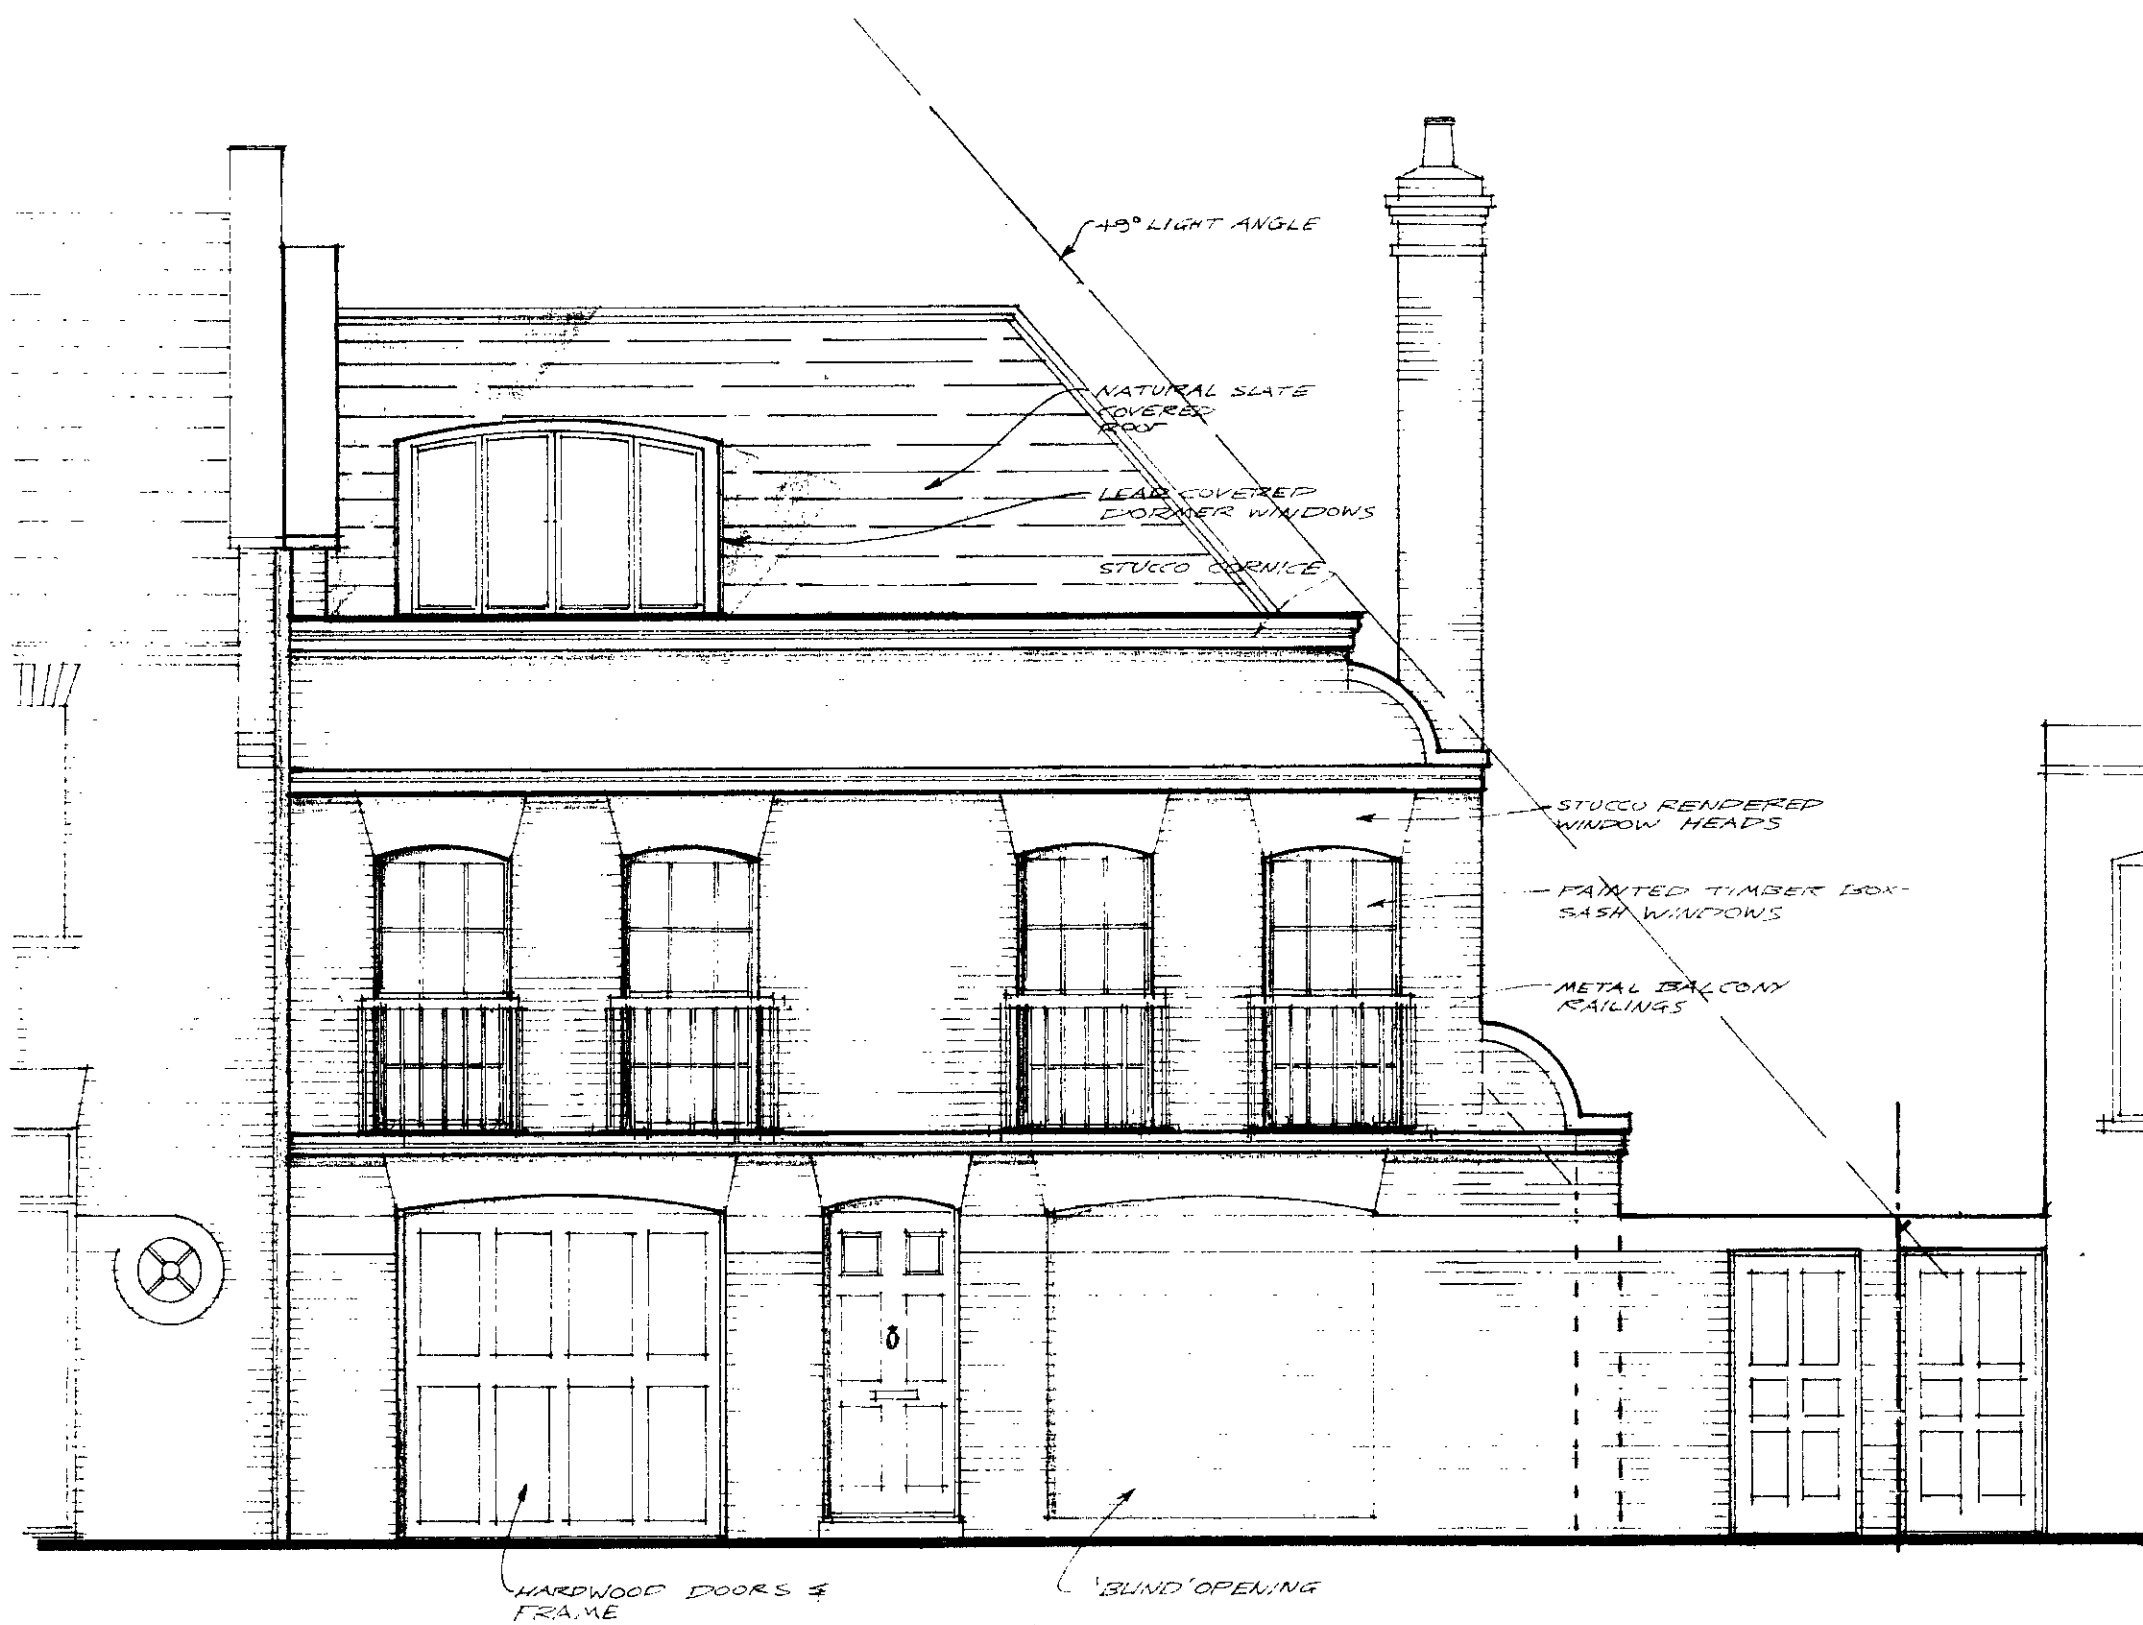 49° LIGHT ANGLE
NATURAL SLATE
COVERED
ROOF
LEAD COVERED
DORMER WINDOWS
STUCCO CORNICE
STUCCO RENDERED
WINDOW HEADS
PAINTED TIMBER BOX-
SASH WINDOWS
METAL BALCONY
RAILINGS
HARDWOOD DOORS &
FRAME
'BLIND' OPENING